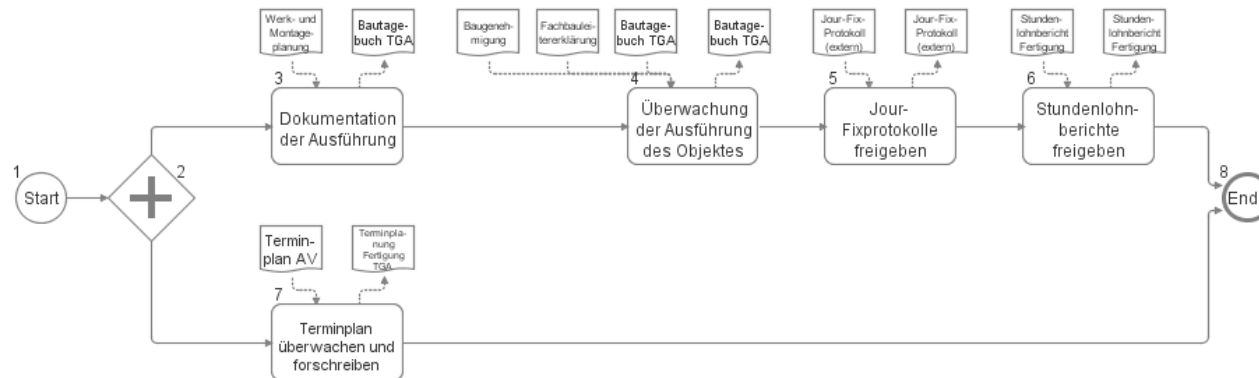 Werk- und
Montage-
planung
Bautage-
buch TGA
Baugeneh-
migung
Fachbaulei-
tererklärung
Bautage-
buch TGA
Bautage-
buch TGA
Jour-Fix-
Protokoll
(extern)
Jour-Fix-
Protokoll
(extern)
Stunden-
lohnbericht
Fertigung
Stunden-
lohnbericht
Fertigung
3
Dokumentation
der Ausführung
4
Überwachung
der Ausführung
des Objektes
5
Jour-
Fixprotokolle
freigeben
6
Stundenlohn-
berichte
freigeben
1
Start
2
8
End
Termin-
plan AV
Terminpla-
nung
Fertigung
TGA
7
Terminplan
überwachen und
forschreiben